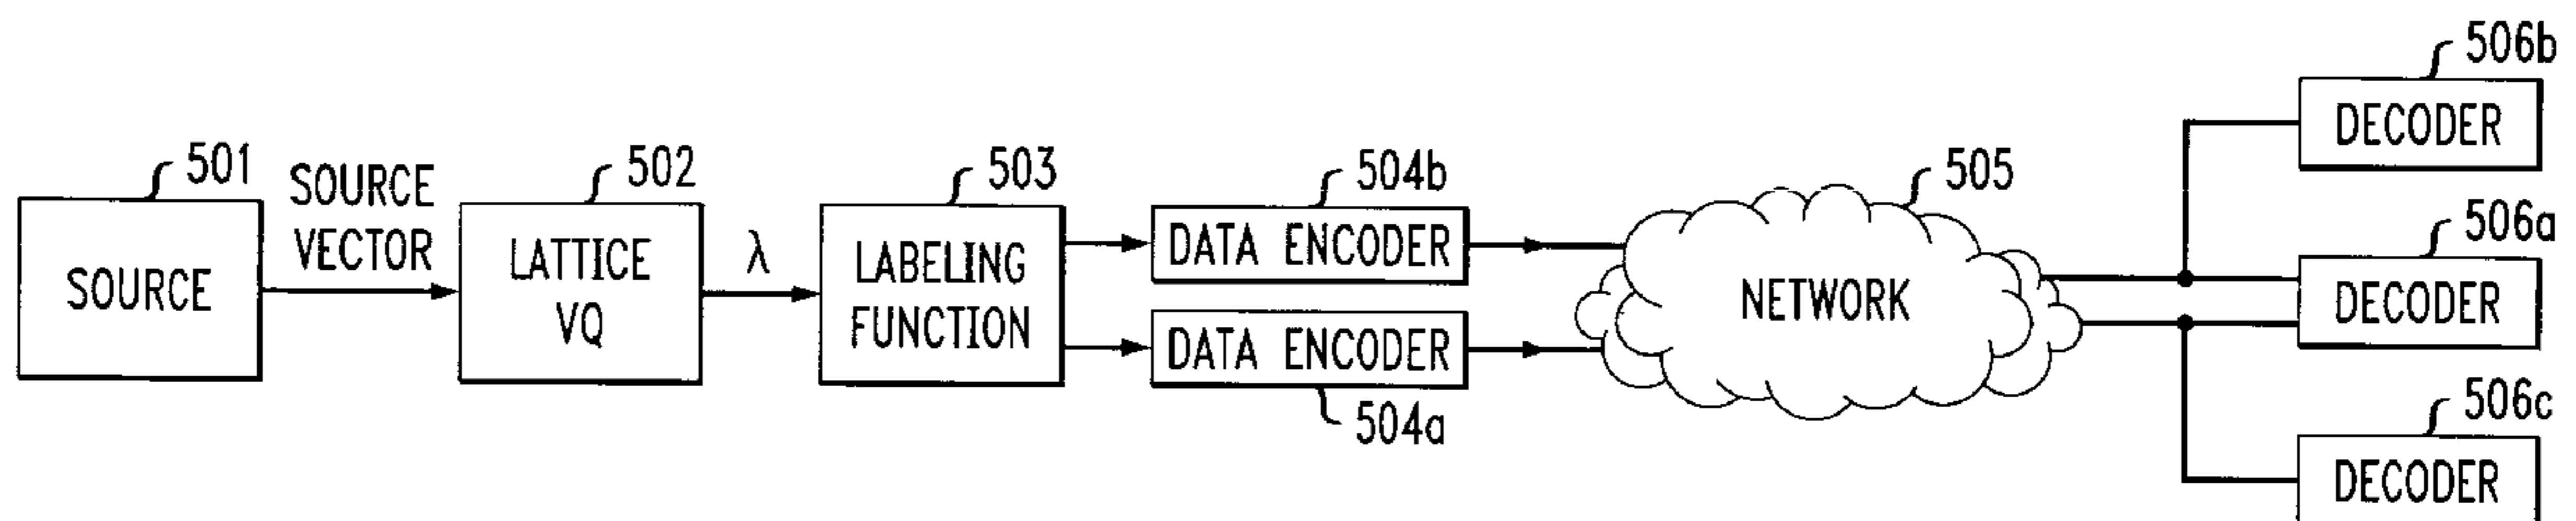 501
SOURCE
SOURCE
VECTOR
502
LATTICE
VQ
λ
503
LABELING
FUNCTION
504b
DATA ENCODER
DATA ENCODER
504a
505
NETWORK
506b
DECODER
506a
DECODER
506c
DECODER